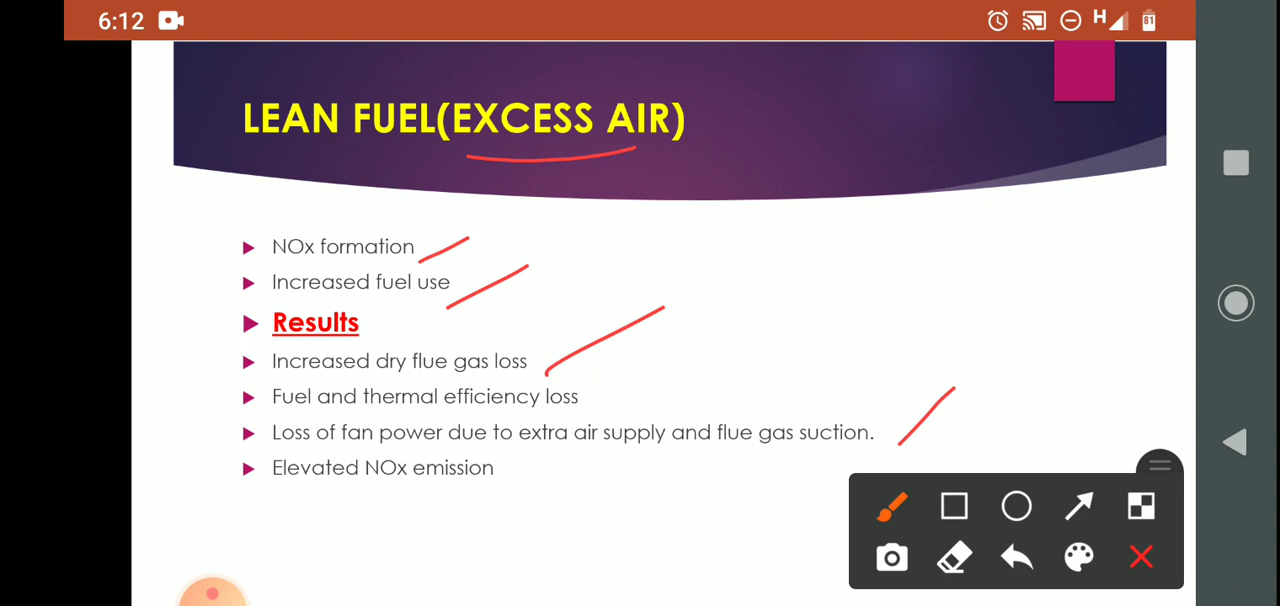 6:12
H
81
LEAN FUEL(EXCESS AIR)
NOx formation
Increased fuel use
Results
Increased dry flue gas loss
Fuel and thermal efficiency loss
Loss of fan power due to extra air supply and flue gas suction.
Elevated NOx emission